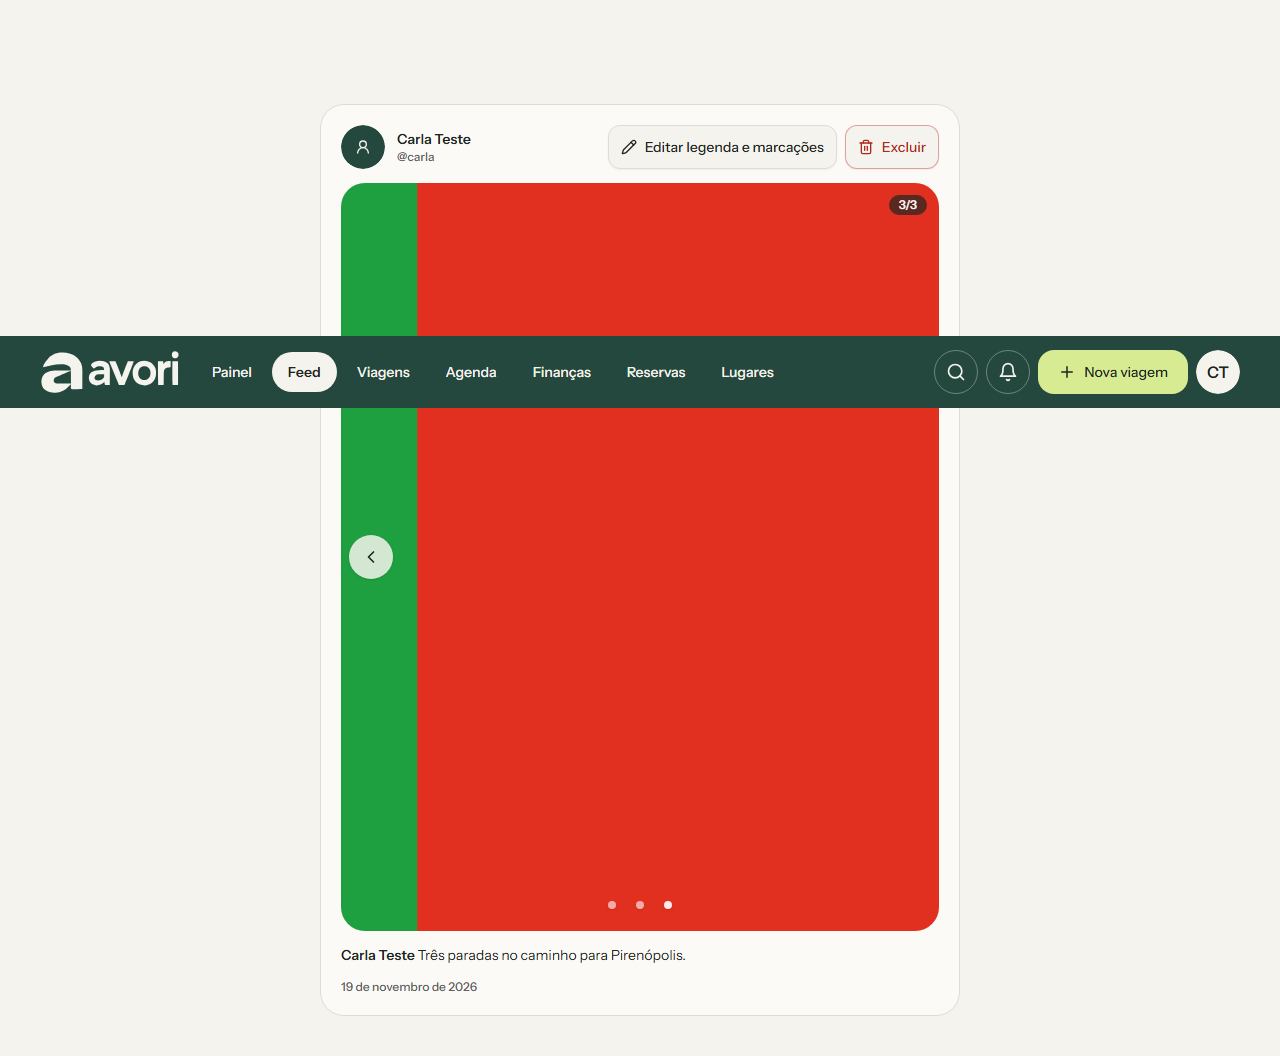 Carla Teste
@carla
Editar legenda e marcações
Excluir
3/3
avori
Painel
Feed
Viagens
Agenda
Finanças
Reservas
Lugares
Nova viagem
CT
Carla Teste Três paradas no caminho para Pirenópolis.
19 de novembro de 2026